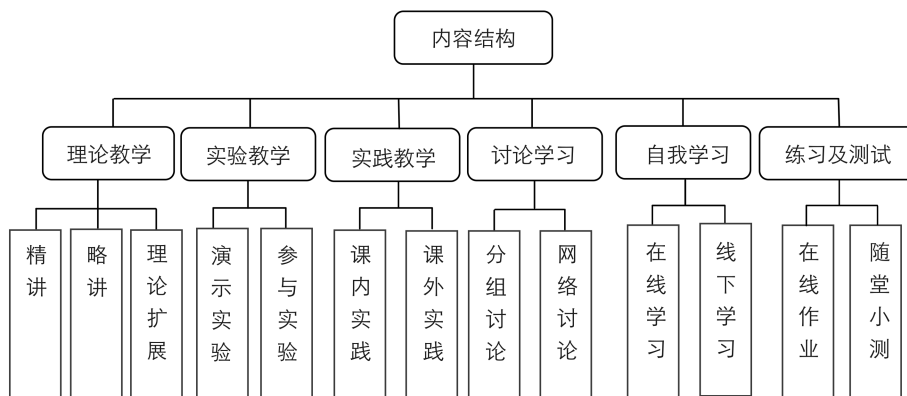 内容结构
理论教学
实验教学
实践教学
讨论学习
自我学习
练习及测试
精讲
略讲
理论扩展
演示实验
参与实验
课内实践
课外实践
分组讨论
网络讨论
在线学习
线下学习
在线作业
随堂小测